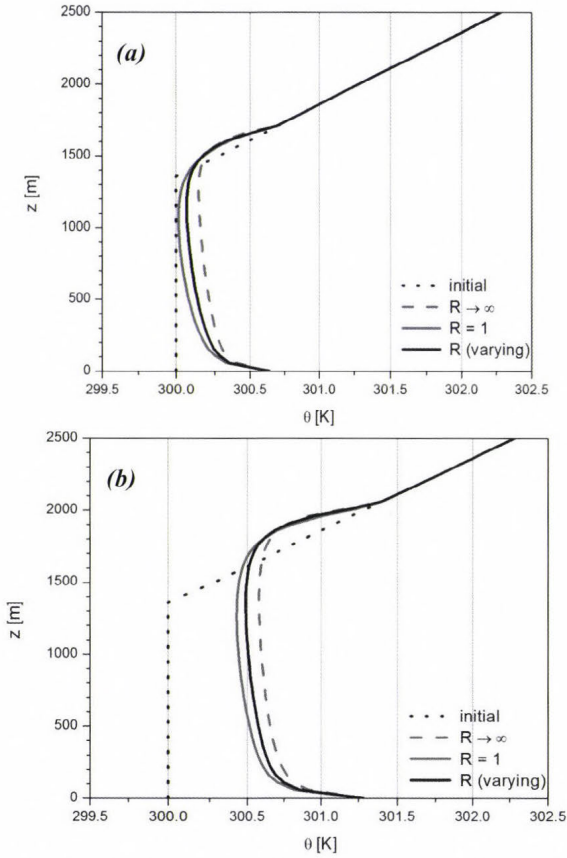 (a)
2500
2000
1500
1000
500
0
z [m]
initial
R → ∞
R = 1
R (varying)
299.5 300.0 300.5 301.0 301.5 302.0 302.5
θ [K]
(b)
2500
2000
1500
1000
500
0
z [m]
initial
R → ∞
R = 1
R (varying)
299.5 300.0 300.5 301.0 301.5 302.0 302.5
θ [K]